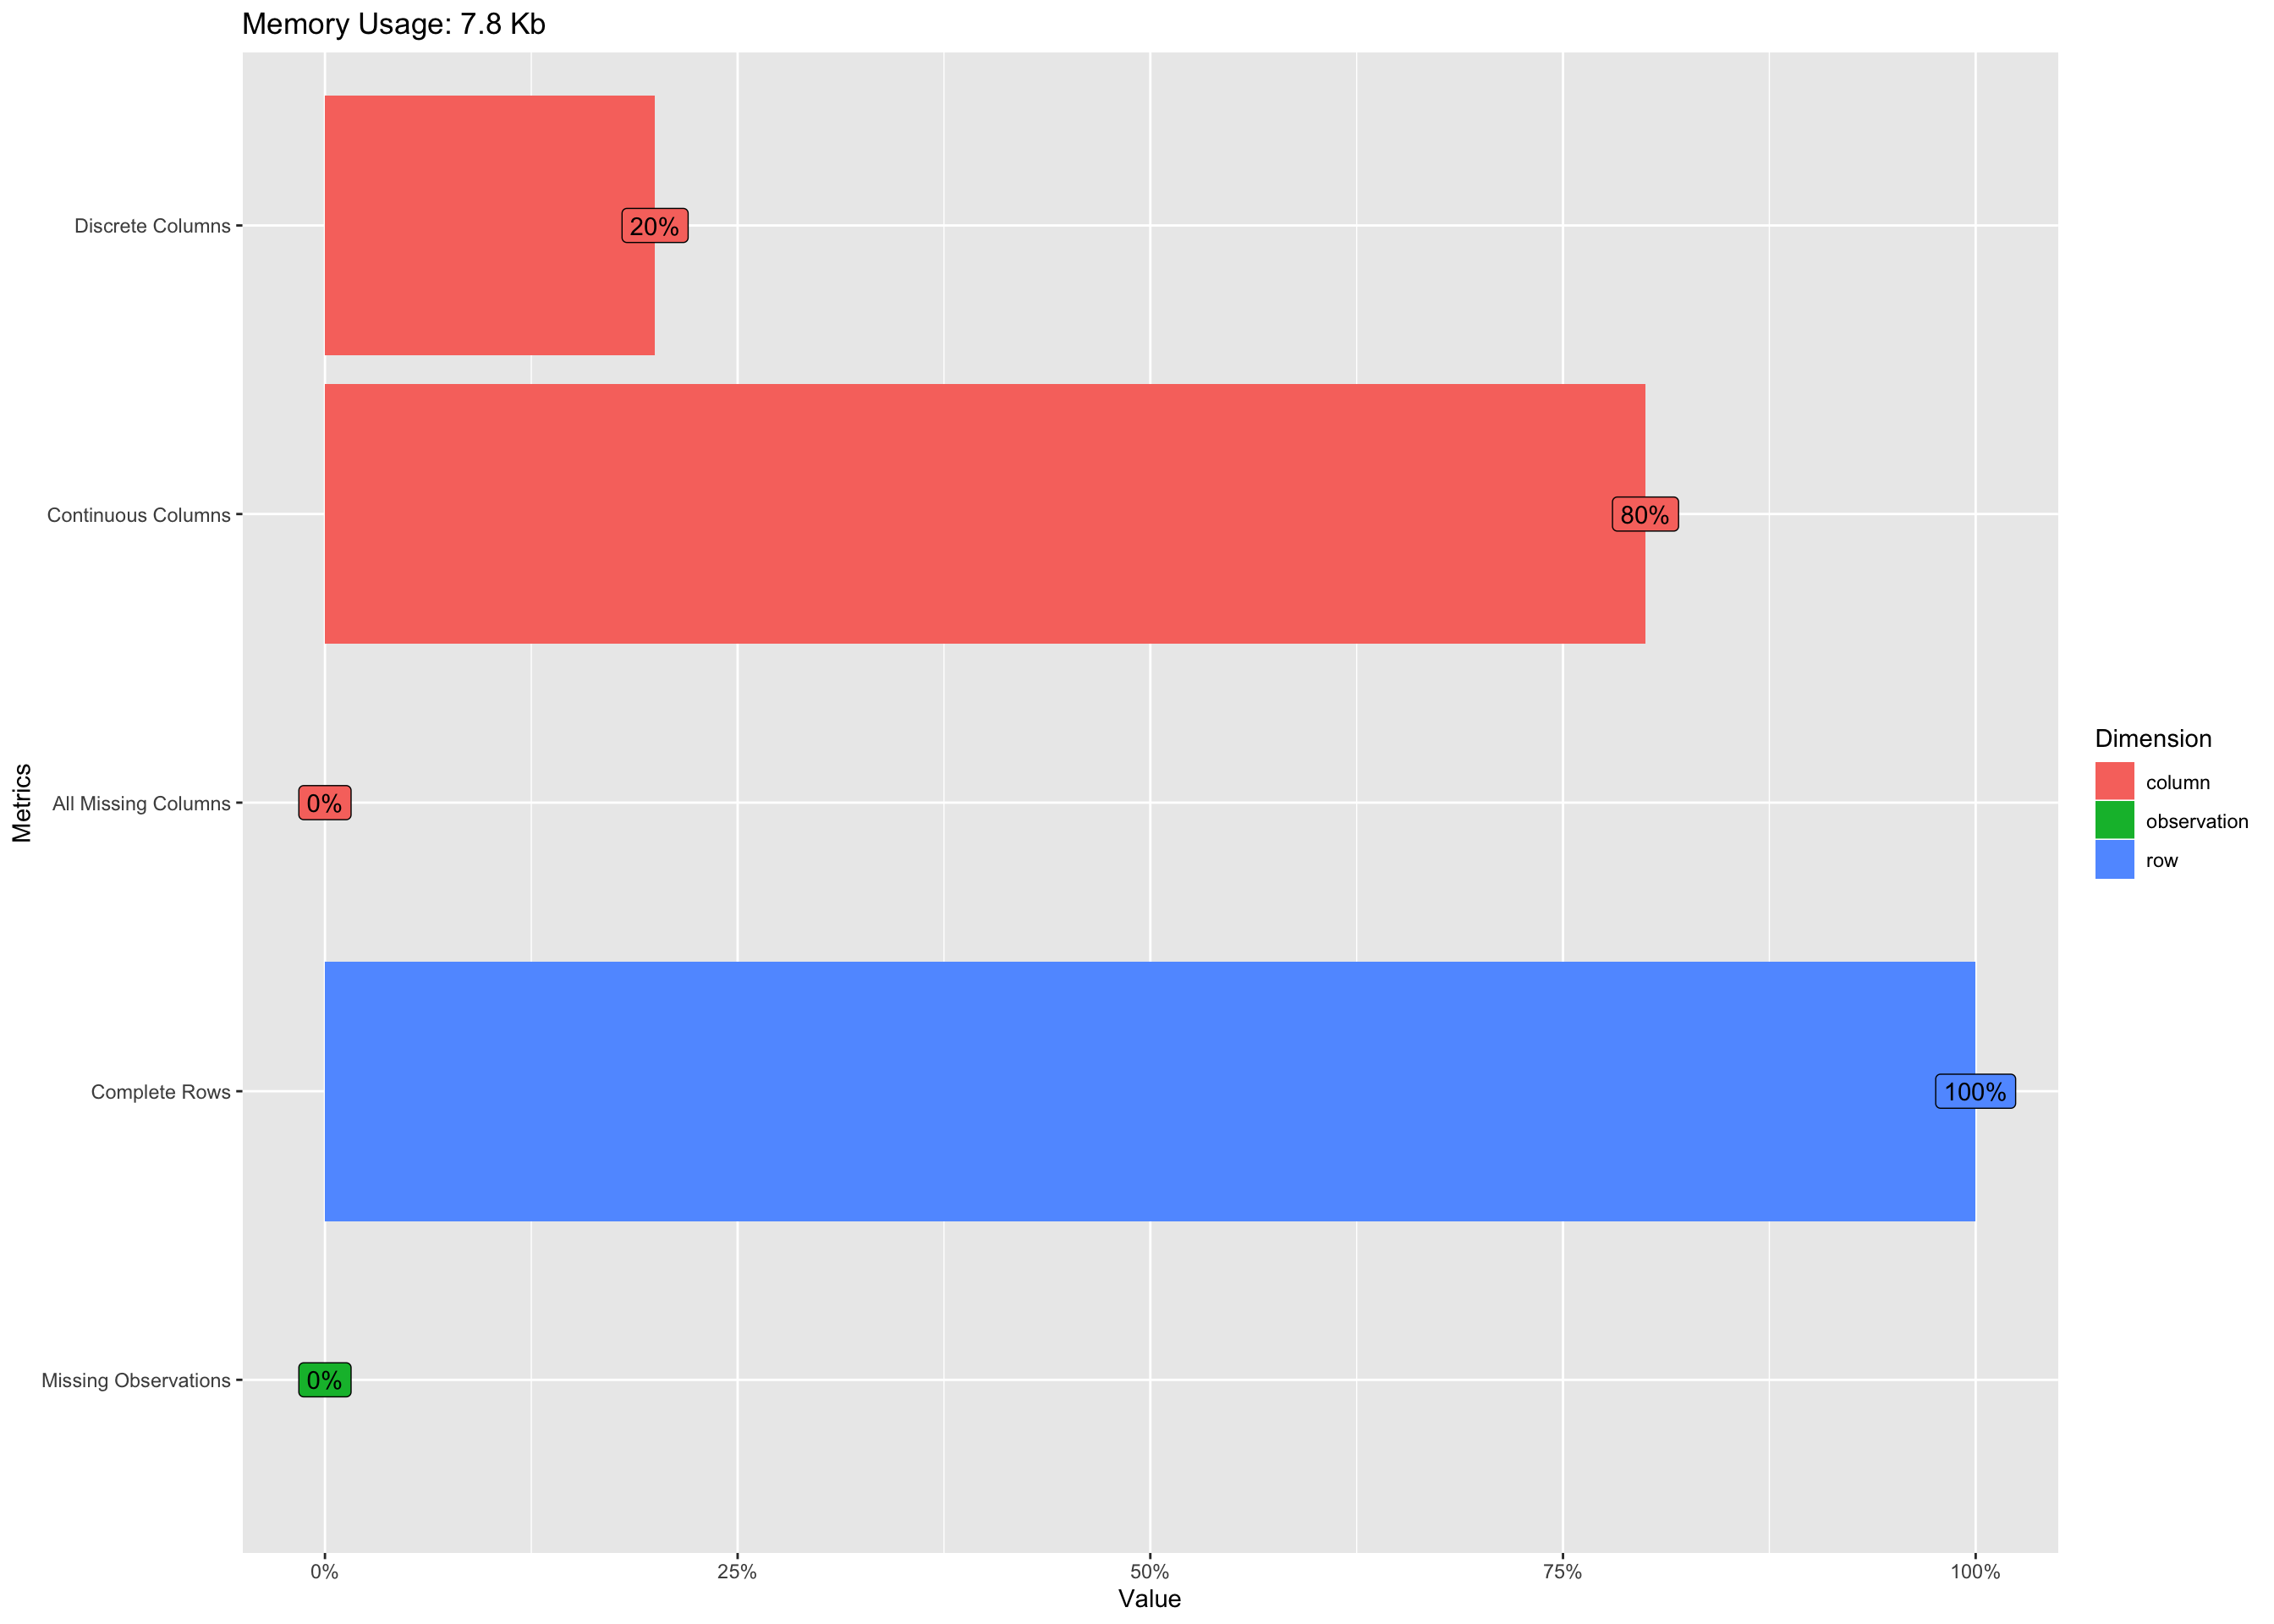 Memory Usage: 7.8 Kb
Discrete Columns
20%
Continuous Columns
80%
All Missing Columns
0%
Complete Rows
100%
Missing Observations
0%
Metrics
0%
25%
50%
75%
100%
Value
Dimension
column
observation
row